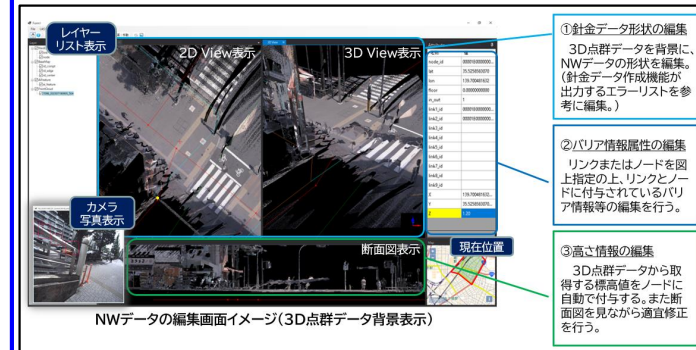 レイヤー
リスト表示
2D View表示
3D View表示
node_id
lat
35.5258583070
lon
139.700481602
floor
in_out
1
link1_id
link2_id
link3_id
link4_id
link5_id
link6_id
link7_id
link8_id
link9_id
X
139.700481602...
Y
35.5258583070...
Z
カメラ
写真表示
断面図表示
現在位置
NWデータの編集画面イメージ(3D点群データ背景表示)
①針金データ形状の編集
3D点群データを背景に、
NWデータの形状を編集。
(針金データ作成機能が
出力するエラーリストを参
考に編集。)
②バリア情報属性の編集
リンクまたはノードを図
上指定の上、リンクとノー
ドに付与されているバリ
ア情報等の編集を行う。
③高さ情報の編集
3D点群データから取
得する標高値をノードに
自動で付与する。また断
面図を見ながら適宜修正
を行う。